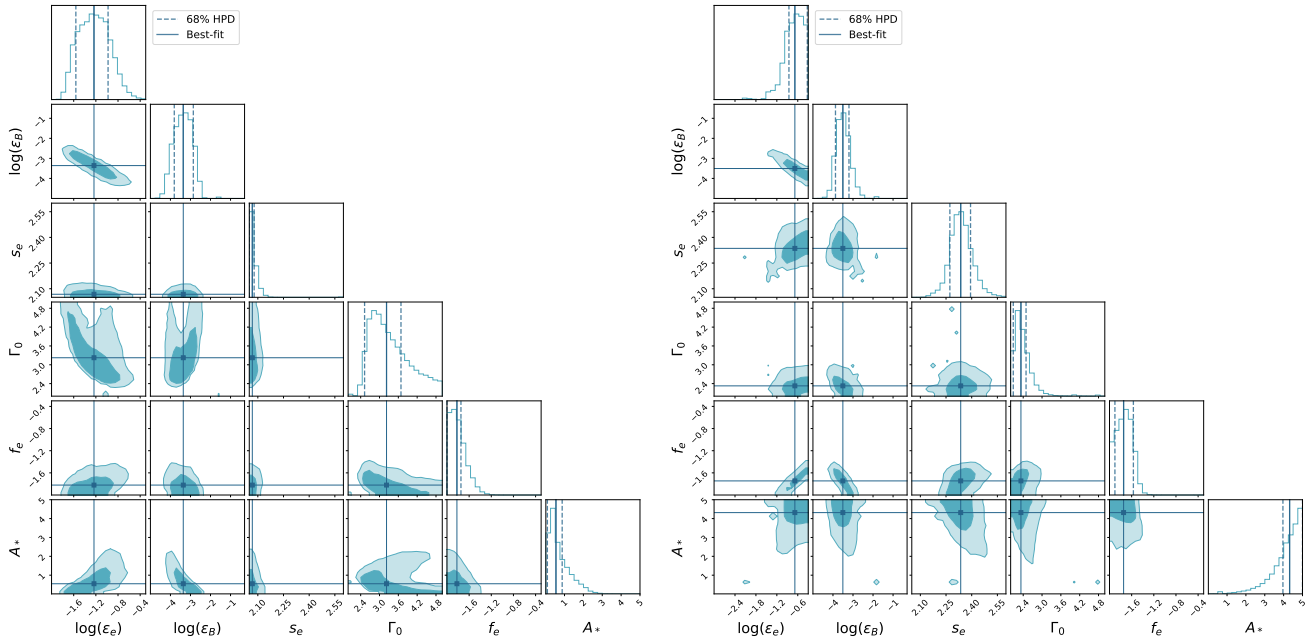 68% HPD
Best-fit
log(ε_B)
−1
−2
−3
−4
s_e
2.55
2.40
2.25
2.10
Γ_0
4.8
4.2
3.6
3.0
2.4
f_e
−0.4
−0.8
−1.2
−1.6
A_*
5
4
3
2
1
−1.6 −1.2 −0.8 −0.4
−4 −3 −2 −1
2.10 2.25 2.40 2.55
2.4 3.0 3.6 4.2 4.8
−1.6 −1.2 −0.8 −0.4
1 2 3 4 5
log(ε_e) log(ε_B) s_e Γ_0 f_e A_*
68% HPD
Best-fit
log(ε_B)
−1
−2
−3
−4
s_e
2.55
2.40
2.25
2.10
Γ_0
4.8
4.2
3.6
3.0
2.4
f_e
−0.4
−0.8
−1.2
−1.6
A_*
5
4
3
2
1
−2.4 −1.8 −1.2 −0.6
−4 −3 −2 −1
2.10 2.25 2.40 2.55
2.4 3.0 3.6 4.2 4.8
−1.6 −1.2 −0.8 −0.4
1 2 3 4 5
log(ε_e) log(ε_B) s_e Γ_0 f_e A_*